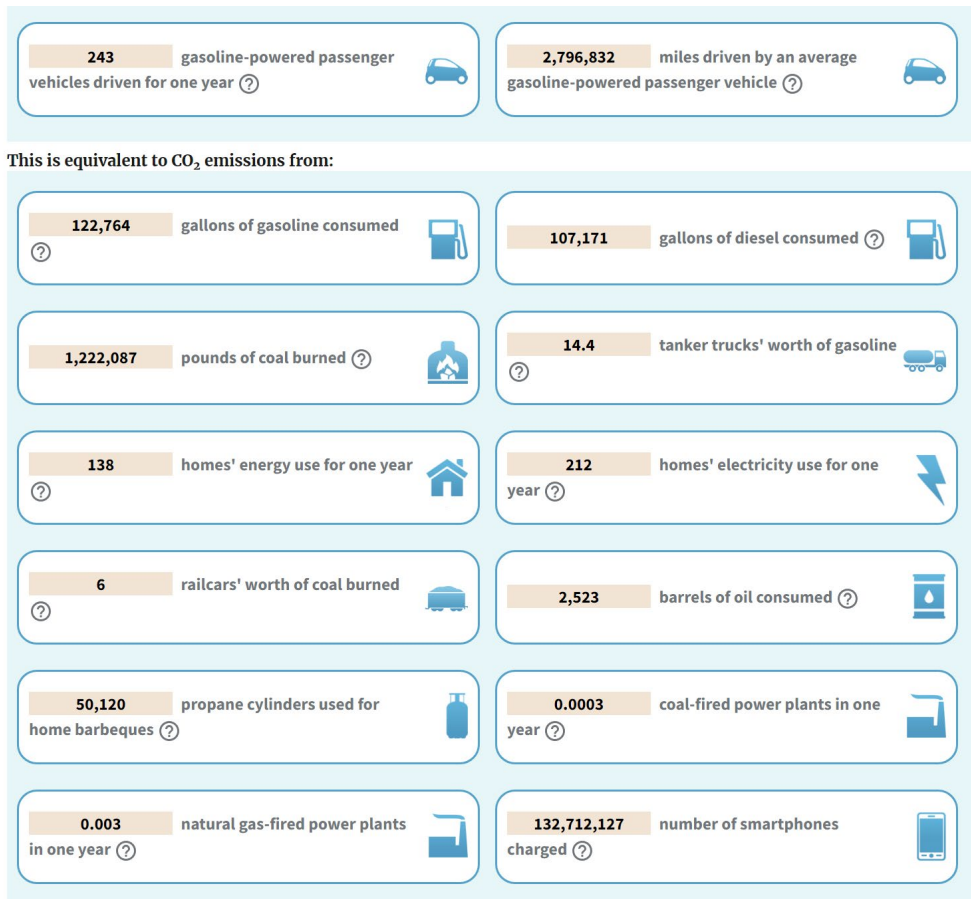 243 gasoline-powered passenger
vehicles driven for one year ?
2,796,832 miles driven by an average
gasoline-powered passenger vehicle ?
This is equivalent to CO₂ emissions from:
122,764 gallons of gasoline consumed
?
107,171 gallons of diesel consumed ?
1,222,087 pounds of coal burned ?
14.4 tanker trucks' worth of gasoline
?
138 homes' energy use for one year
?
212 homes' electricity use for one
year ?
6 railcars' worth of coal burned
?
2,523 barrels of oil consumed ?
50,120 propane cylinders used for
home barbeques ?
0.0003 coal-fired power plants in one
year ?
0.003 natural gas-fired power plants
in one year ?
132,712,127 number of smartphones
charged ?